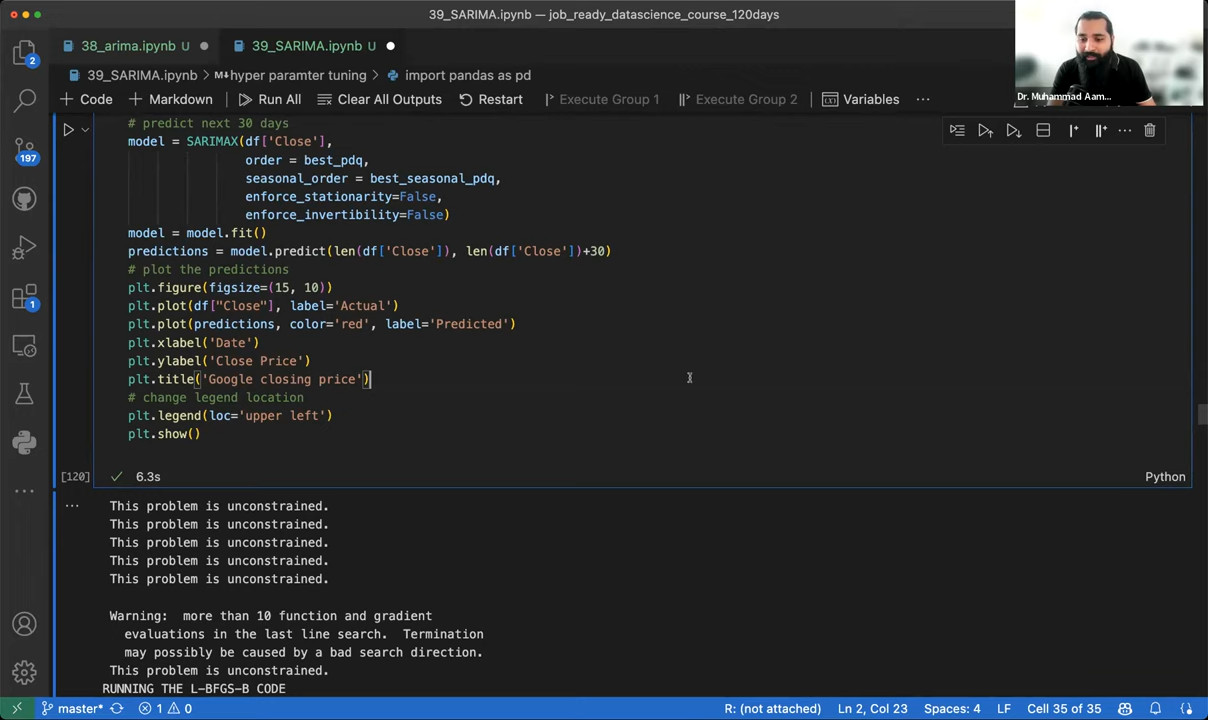 39_SARIMA.ipynb — job_ready_datascience_course_120days
38_arima.ipynb U
39_SARIMA.ipynb U
39_SARIMA.ipynb > M↓hyper paramter tuning > import pandas as pd
+ Code + Markdown Run All Clear All Outputs Restart Execute Group 1 Execute Group 2 Variables ...
Dr. Muhammad Aam...
# predict next 30 days
model = SARIMAX(df['Close'],
order = best_pdq,
seasonal_order = best_seasonal_pdq,
enforce_stationarity=False,
enforce_invertibility=False)
model = model.fit()
predictions = model.predict(len(df['Close']), len(df['Close'])+30)
# plot the predictions
plt.figure(figsize=(15, 10))
plt.plot(df["Close"], label='Actual')
plt.plot(predictions, color='red', label='Predicted')
plt.xlabel('Date')
plt.ylabel('Close Price')
plt.title('Google closing price')
# change legend location
plt.legend(loc='upper left')
plt.show()
[120] 6.3s
Python
... This problem is unconstrained.
This problem is unconstrained.
This problem is unconstrained.
This problem is unconstrained.
This problem is unconstrained.
Warning:  more than 10 function and gradient
evaluations in the last line search.  Termination
may possibly be caused by a bad search direction.
This problem is unconstrained.
RUNNING THE L-BFGS-B CODE
2
197
1
master* 1 0 R: (not attached) Ln 2, Col 23 Spaces: 4 LF Cell 35 of 35